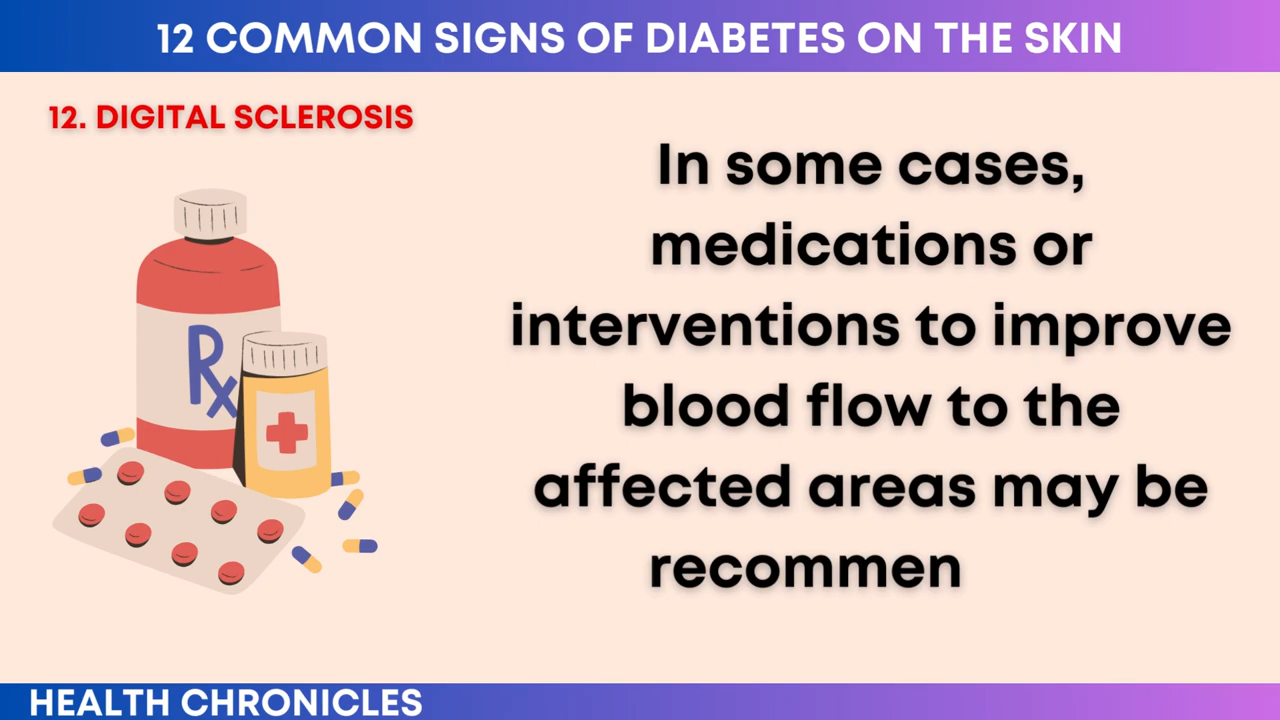 12 COMMON SIGNS OF DIABETES ON THE SKIN
12. DIGITAL SCLEROSIS
In some cases,
medications or
interventions to improve
blood flow to the
affected areas may be
recommen
Rx
HEALTH CHRONICLES